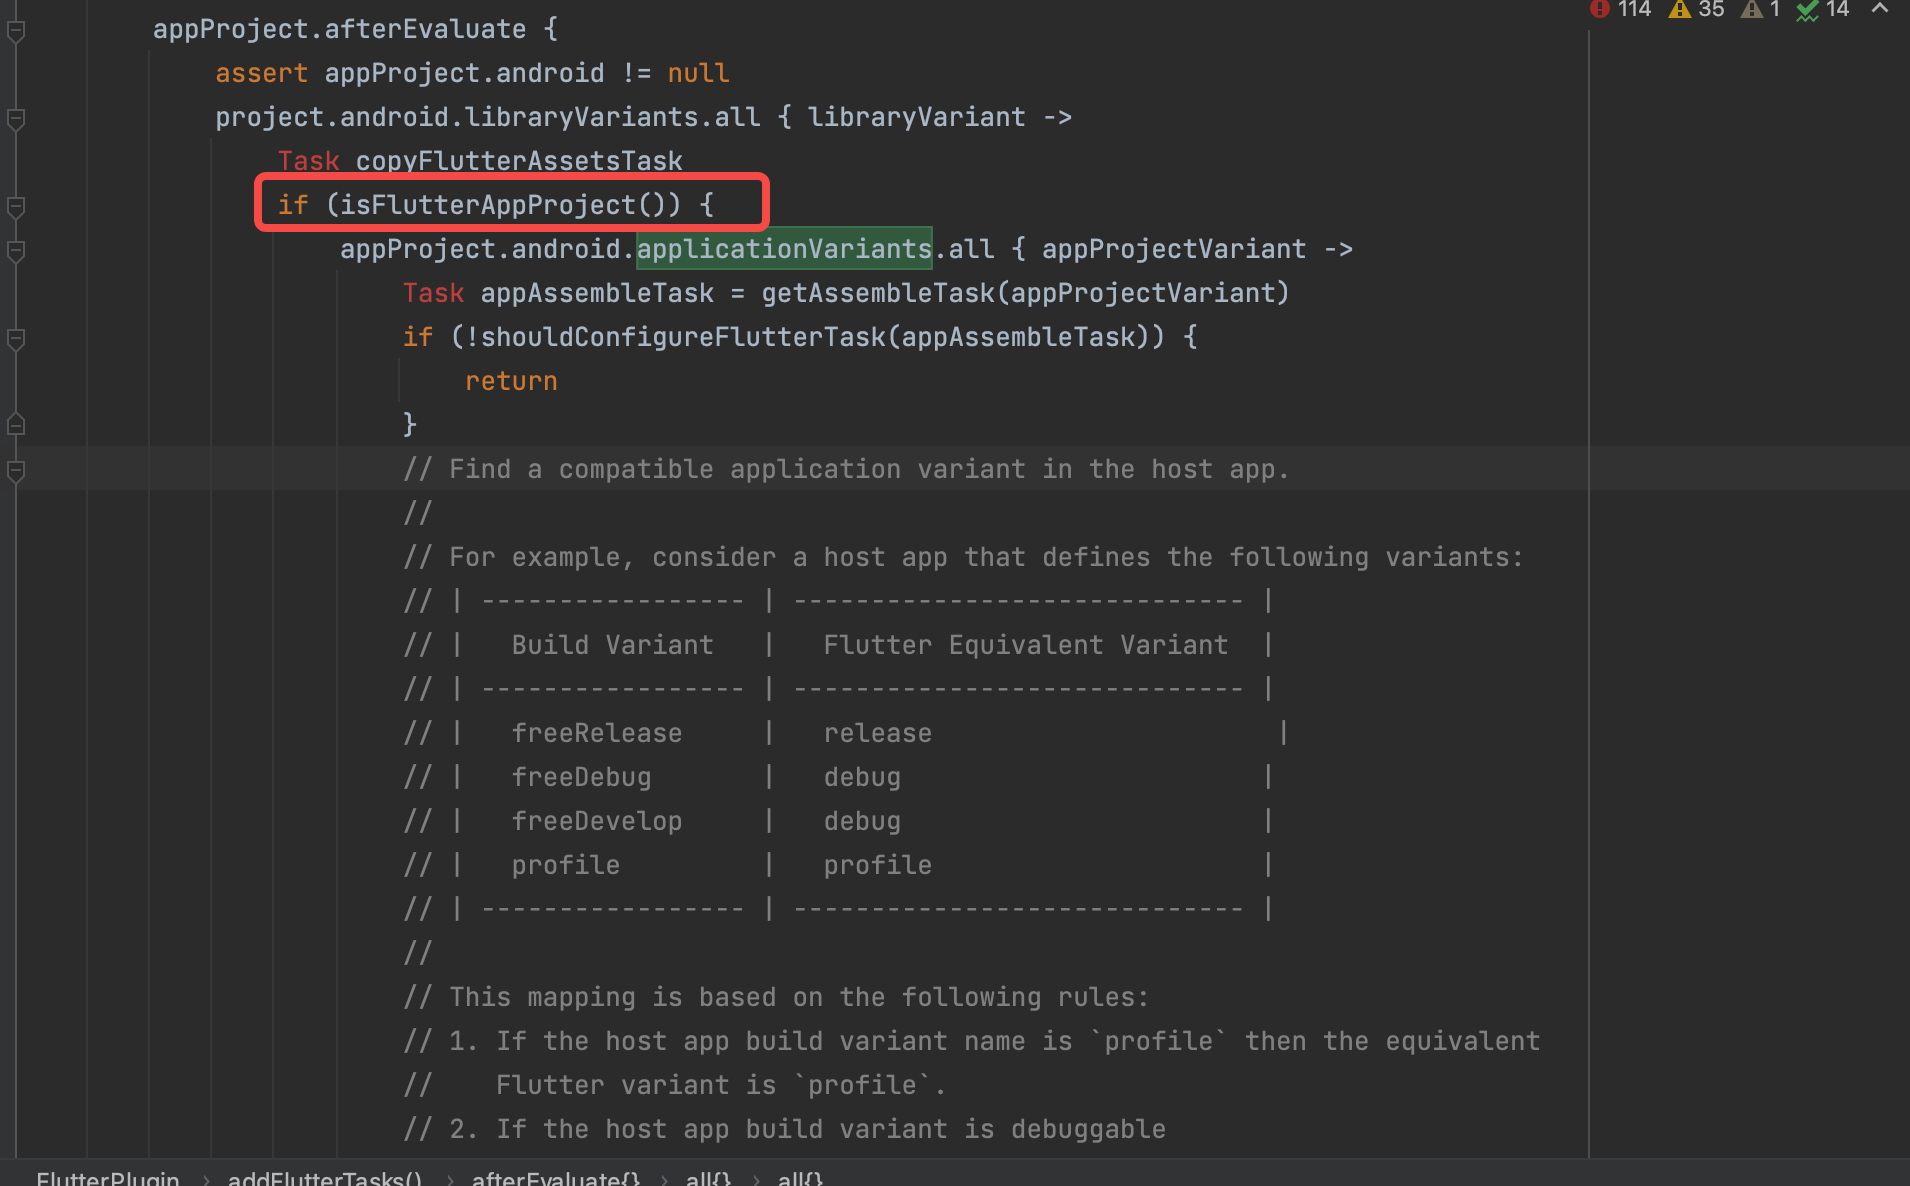 114 35 1 14
appProject.afterEvaluate {
assert appProject.android != null
project.android.libraryVariants.all { libraryVariant ->
Task copyFlutterAssetsTask
if (isFlutterAppProject()) {
appProject.android.applicationVariants.all { appProjectVariant ->
Task appAssembleTask = getAssembleTask(appProjectVariant)
if (!shouldConfigureFlutterTask(appAssembleTask)) {
return
}
// Find a compatible application variant in the host app.
//
// For example, consider a host app that defines the following variants:
// | ----------------- | ----------------------------- |
// |   Build Variant   |   Flutter Equivalent Variant  |
// | ----------------- | ----------------------------- |
// |   freeRelease     |   release                      |
// |   freeDebug       |   debug                       |
// |   freeDevelop     |   debug                       |
// |   profile         |   profile                     |
// | ----------------- | ----------------------------- |
//
// This mapping is based on the following rules:
// 1. If the host app build variant name is `profile` then the equivalent
//    Flutter variant is `profile`.
// 2. If the host app build variant is debuggable
FlutterPlugin › addFlutterTasks() › afterEvaluate{} › all{} › all{}